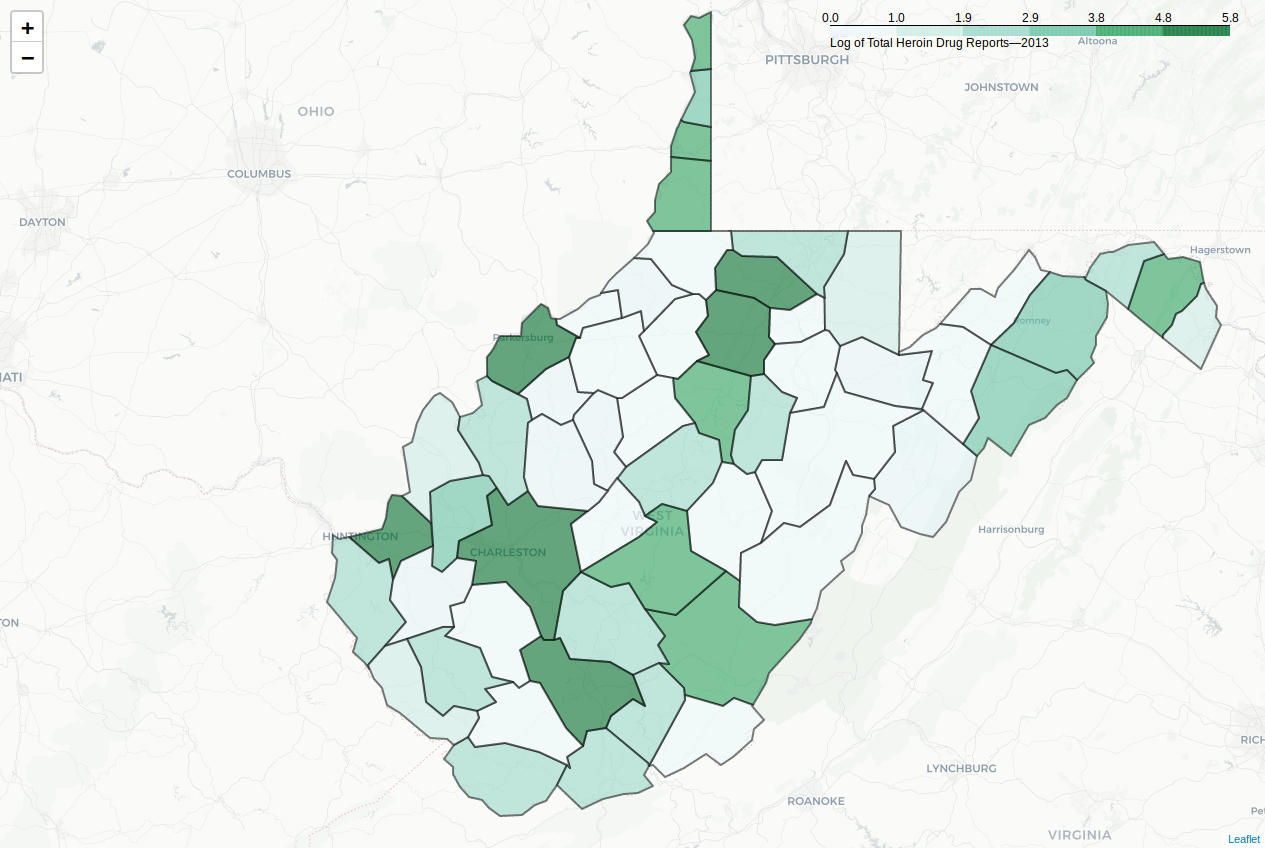 +
−
0.0 1.0 1.9 2.9 3.8 4.8 5.8
Log of Total Heroin Drug Reports—2013
Altoona
PITTSBURGH
JOHNSTOWN
OHIO
COLUMBUS
DAYTON
Hagerstown
Romney
Parkersburg
ATI
WEST
VIRGINIA
Harrisonburg
HUNTINGTON
CHARLESTON
TON
RICH
LYNCHBURG
ROANOKE
Pe
VIRGINIA
Leaflet